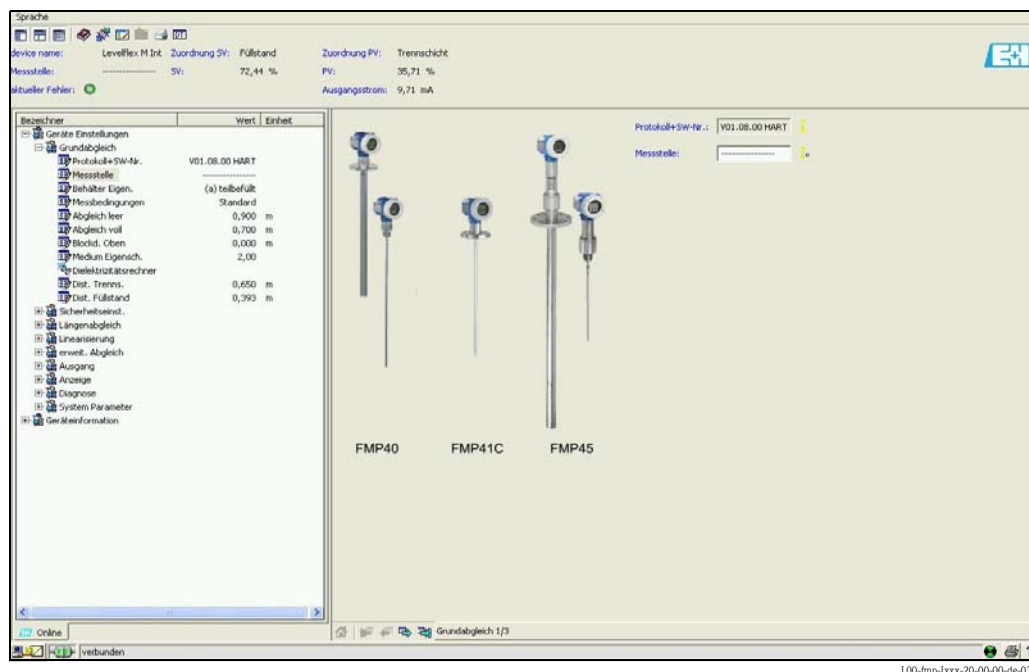 Sprache
device name: Levelflex M Int Zuordnung SV: Füllstand Zuordnung PV: Trennschicht
Messstelle: --------------- SV: 72,44 % PV: 35,71 %
aktueller Fehler: Ausgangsstrom: 9,71 mA
E+H
Bezeichner Wert Einheit
Geräte Einstellungen
Grundabgleich
Protokoll+SW-Nr. V01.08.00 HART
Messstelle ---------------
Behälter Eigen. (a) teilbefüllt
Messbedingungen Standard
Abgleich leer 0,900 m
Abgleich voll 0,700 m
Blockd. Oben 0,000 m
Medium Eigensch. 2,00
Dielektrizitätsrechner
Dist. Trenns. 0,650 m
Dist. Füllstand 0,393 m
Sicherheitseinst.
Längenabgleich
Linearisierung
erweit. Abgleich
Ausgang
Anzeige
Diagnose
System Parameter
Geräteinformation
Protokoll+SW-Nr.: V01.08.00 HART
Messstelle: ---------------
FMP40 FMP41C FMP45
Online
Grundabgleich 1/3
verbunden